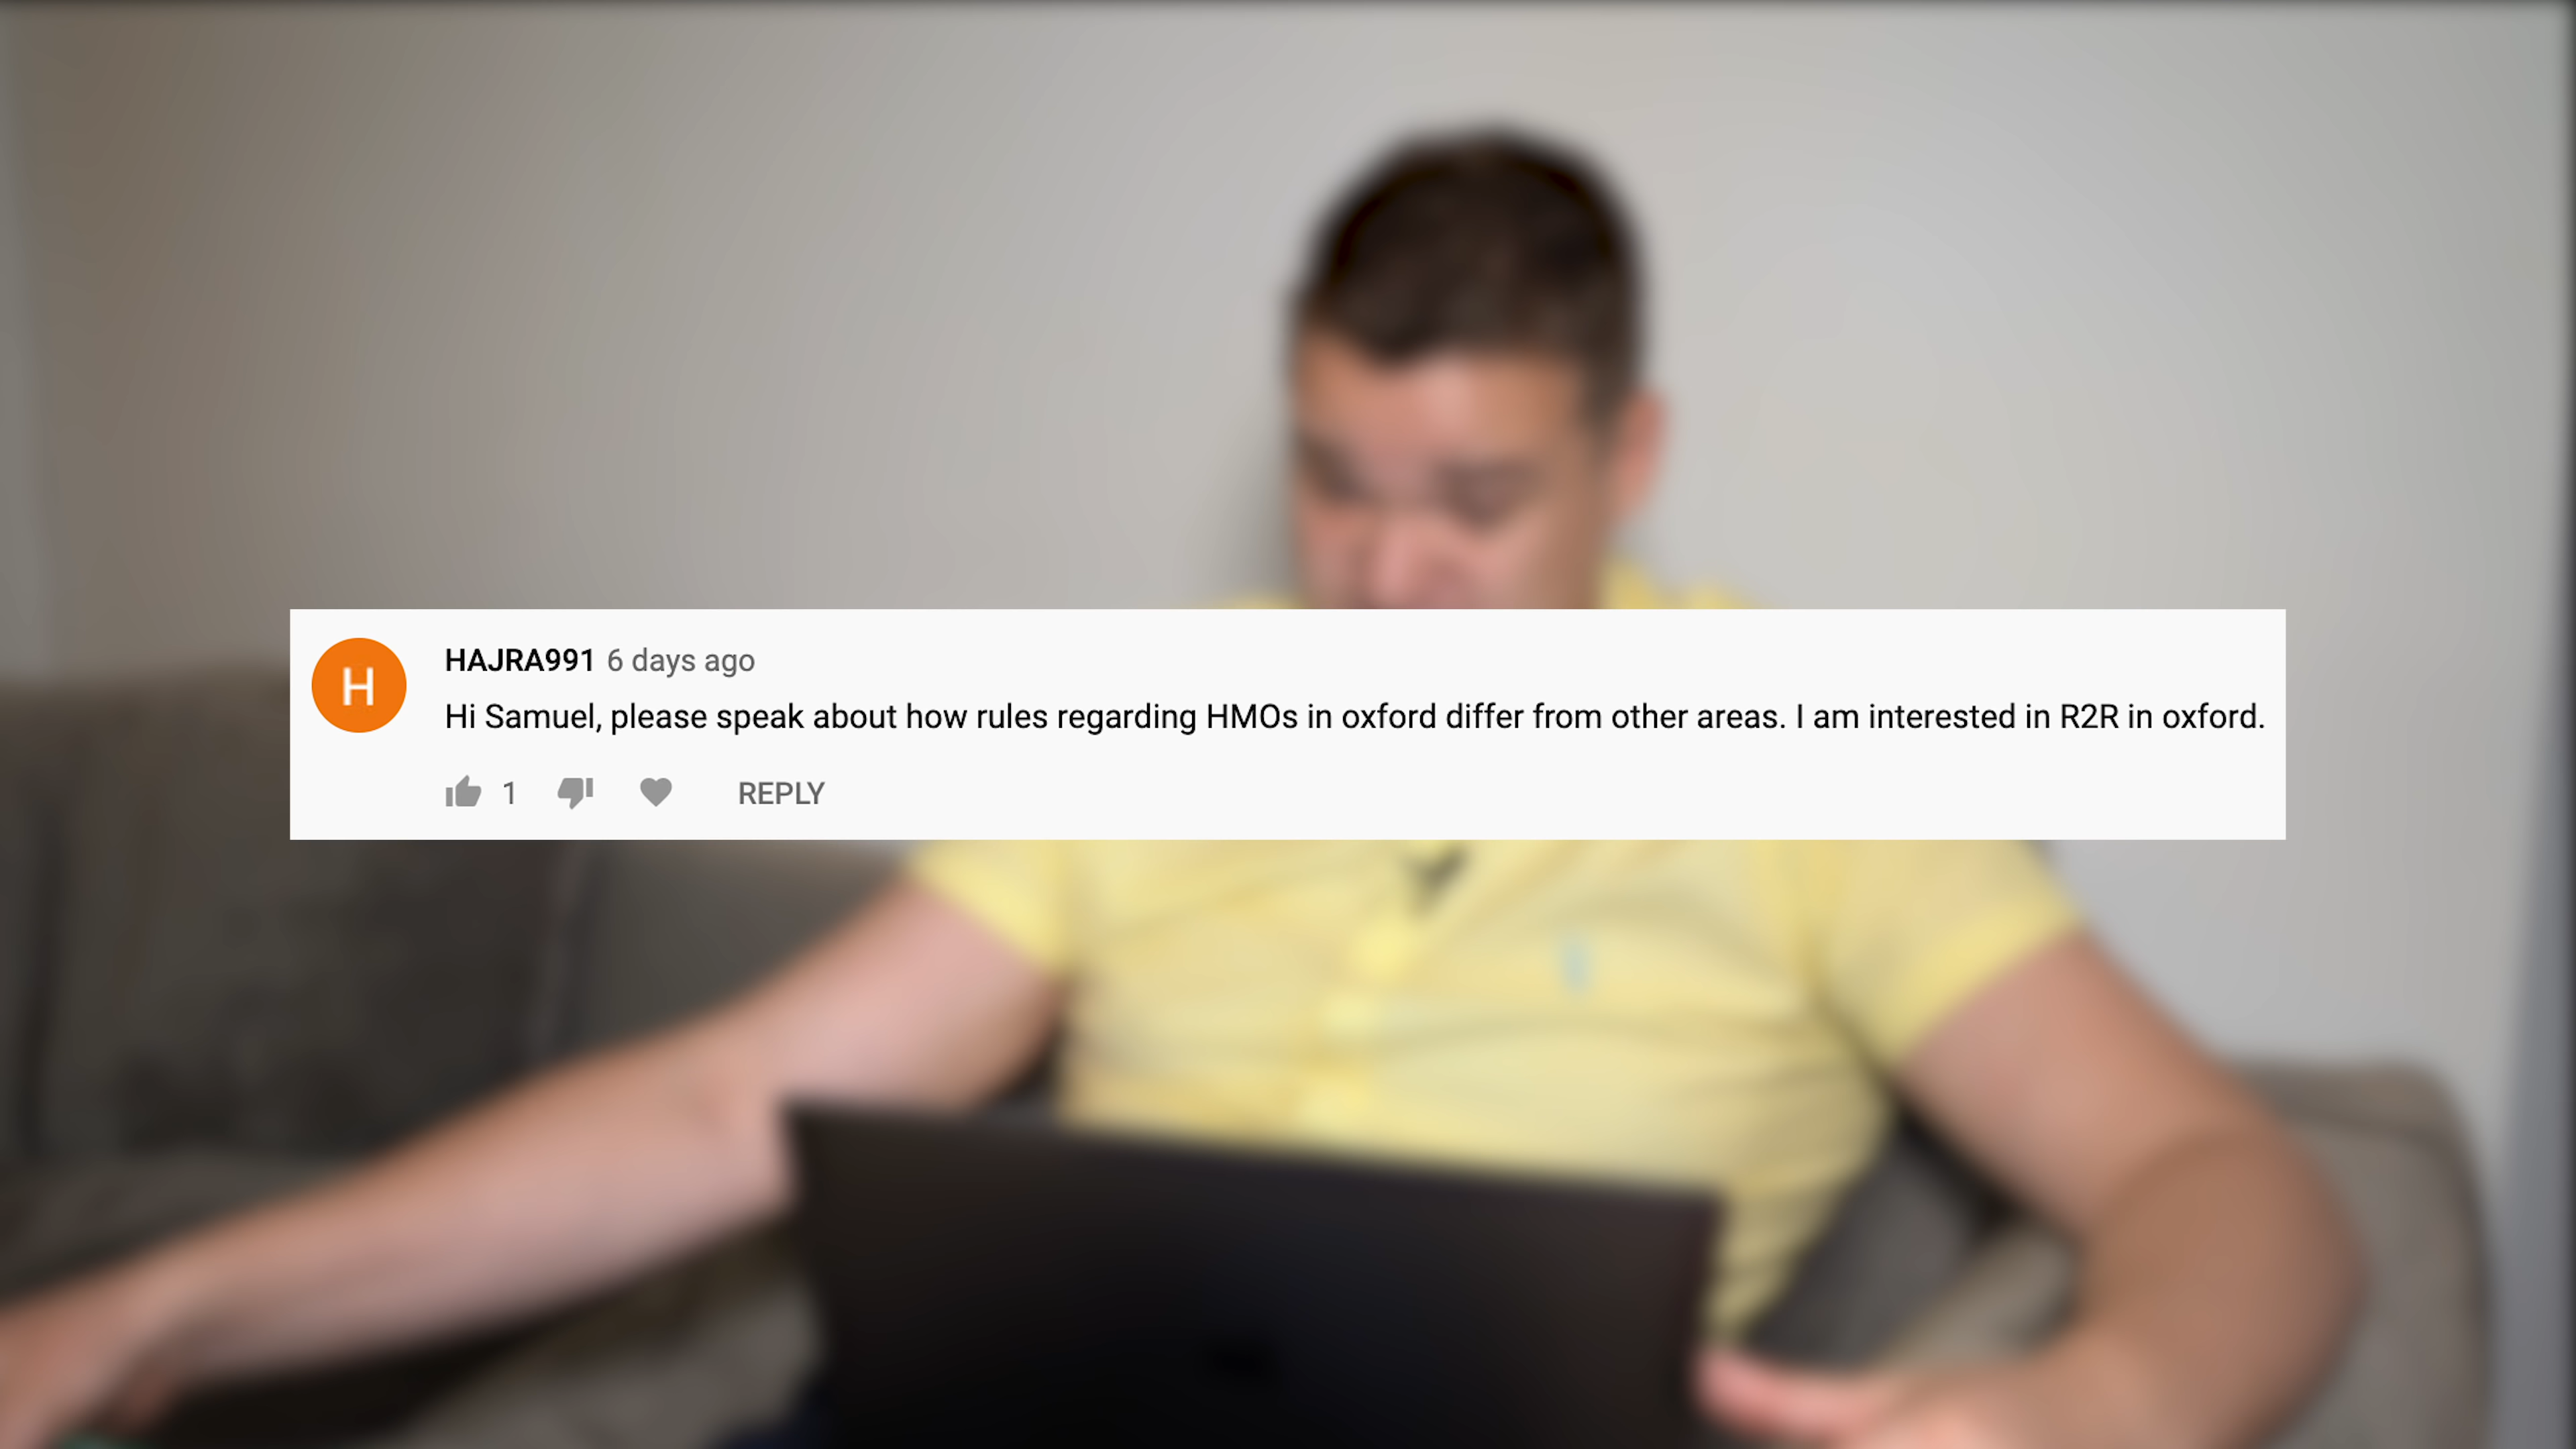 H
HAJRA991 6 days ago
Hi Samuel, please speak about how rules regarding HMOs in oxford differ from other areas. I am interested in R2R in oxford.
1
REPLY